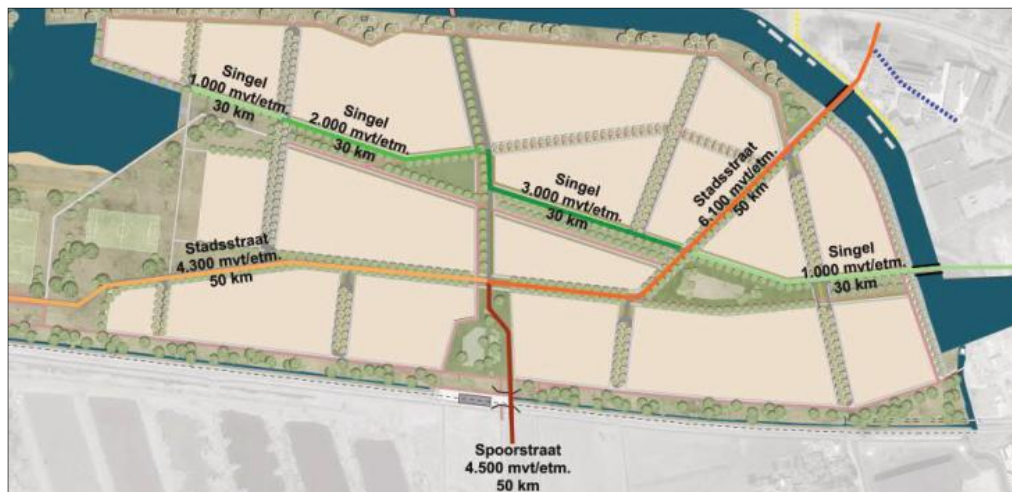 Singel
1.000 mvt/etm.
30 km
Singel
2.000 mvt/etm.
30 km
Singel
3.000 mvt/etm.
30 km
Stadsstraat
6.100 mvt/etm.
50 km
Stadsstraat
4.300 mvt/etm.
50 km
Singel
1.000 mvt/etm.
30 km
Spoorstraat
4.500 mvt/etm.
50 km